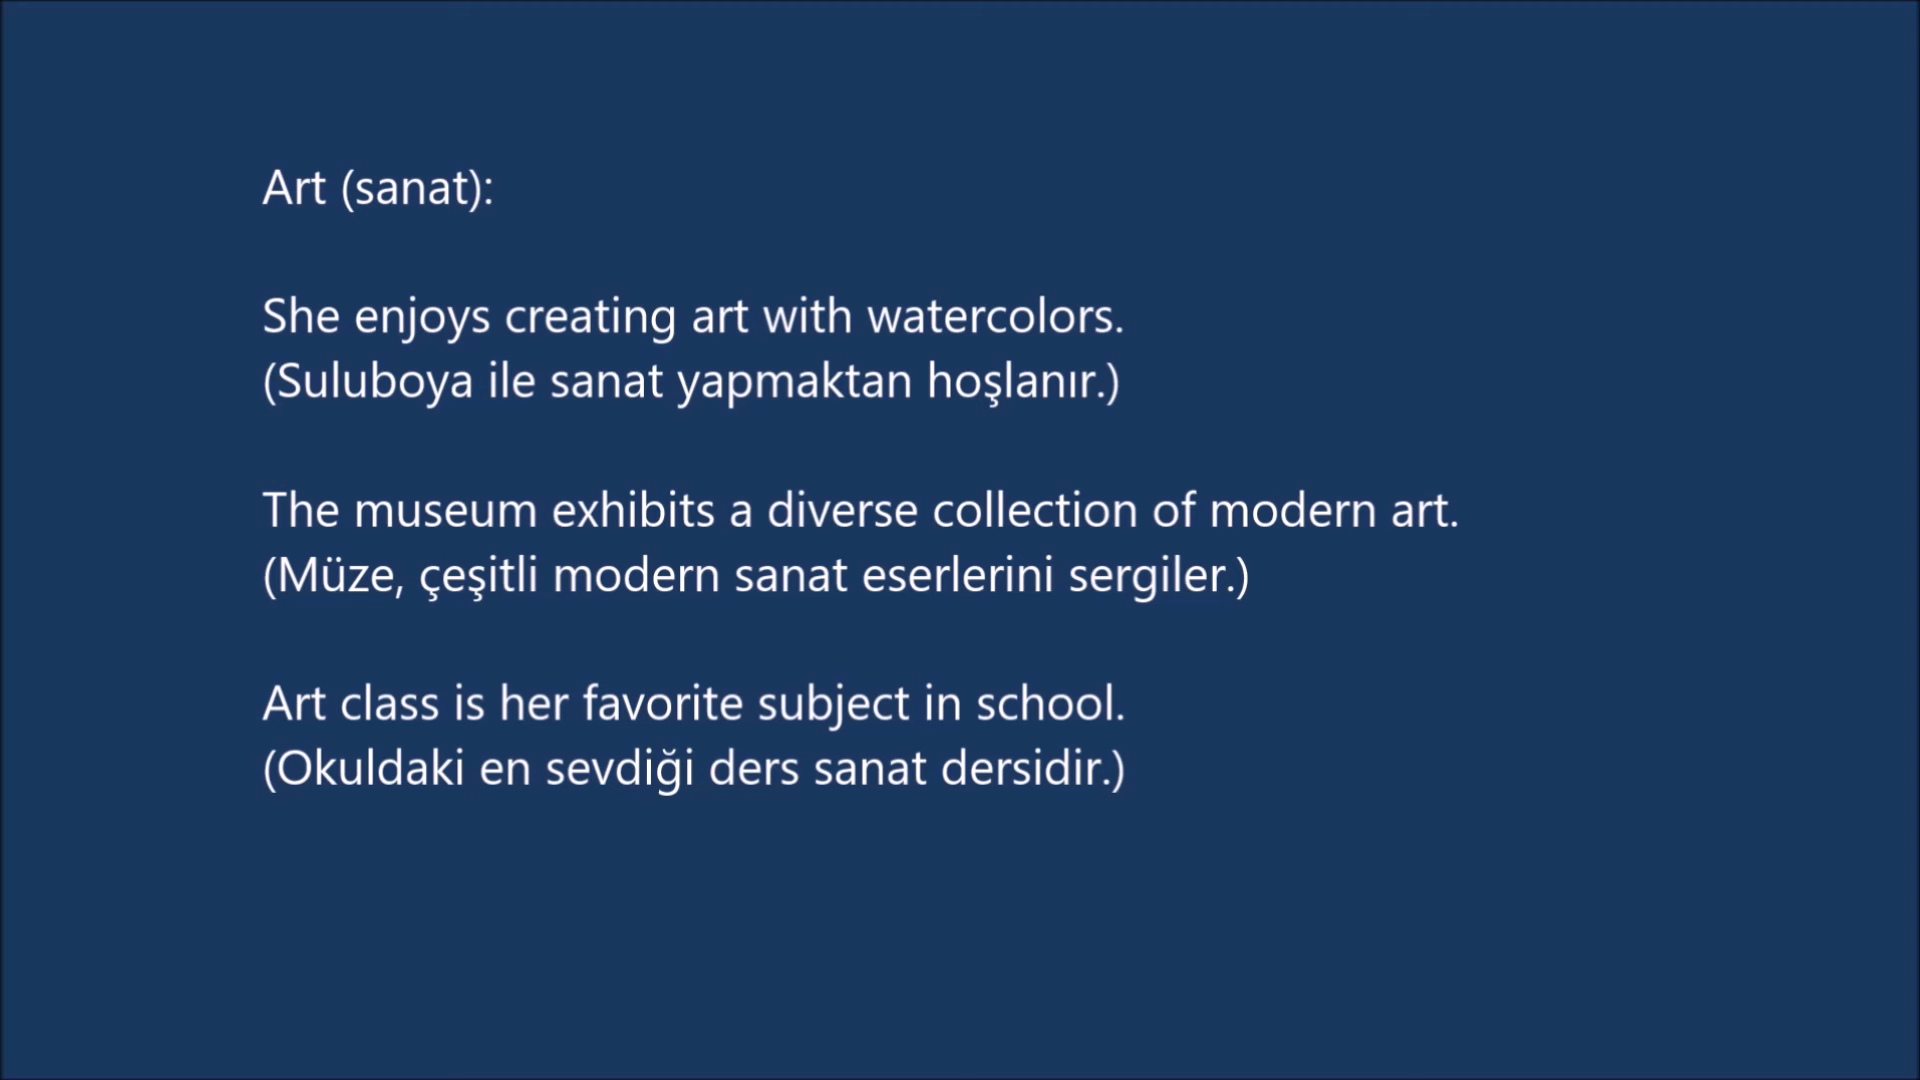 Art (sanat):
She enjoys creating art with watercolors.
(Suluboya ile sanat yapmaktan hoşlanır.)
The museum exhibits a diverse collection of modern art.
(Müze, çeşitli modern sanat eserlerini sergiler.)
Art class is her favorite subject in school.
(Okuldaki en sevdiği ders sanat dersidir.)